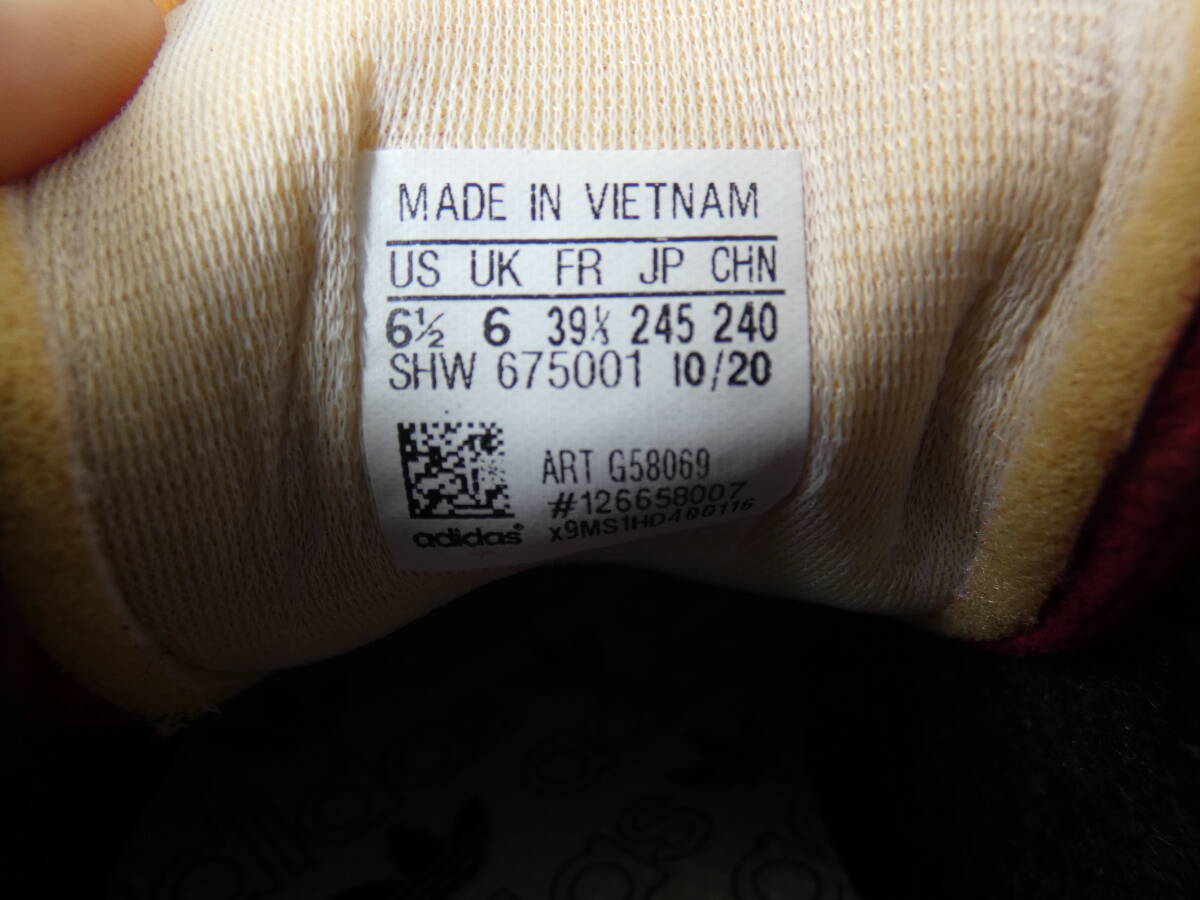 MADE IN VIETNAM
US UK FR JP CHN
6½ 6 39⅓ 245 240
SHW 675001 10/20
ART G58069
#126658007
adidas